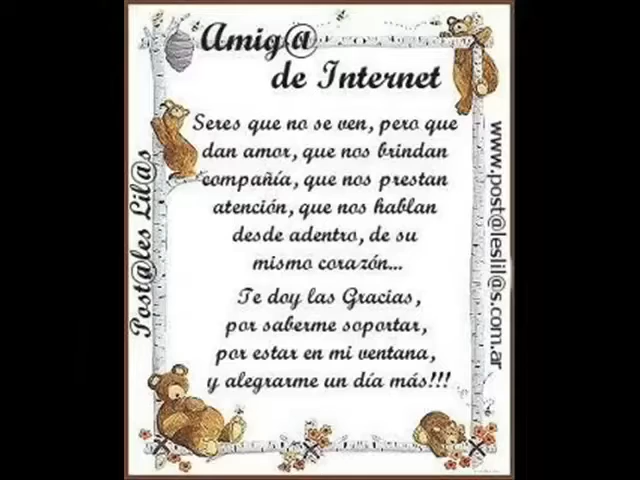 Amig@
de Internet
Seres que no se ven, pero que
dan amor, que nos brindan
compañía, que nos prestan
atención, que nos hablan
desde adentro, de su
mismo corazón...
Te doy las Gracias,
por saberme soportar,
por estar en mi ventana,
y alegrarme un día más!!!
Post@les Lil@s
www.post@leslil@s.com.ar